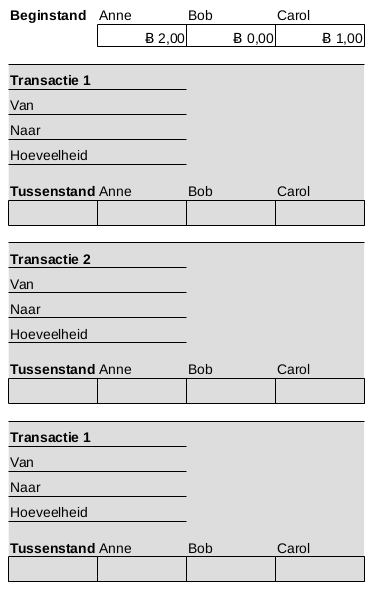 Beginstand Anne Bob Carol
Ƀ 2,00 Ƀ 0,00 Ƀ 1,00
Transactie 1
Van
Naar
Hoeveelheid
Tussenstand Anne Bob Carol
Transactie 2
Van
Naar
Hoeveelheid
Tussenstand Anne Bob Carol
Transactie 1
Van
Naar
Hoeveelheid
Tussenstand Anne Bob Carol